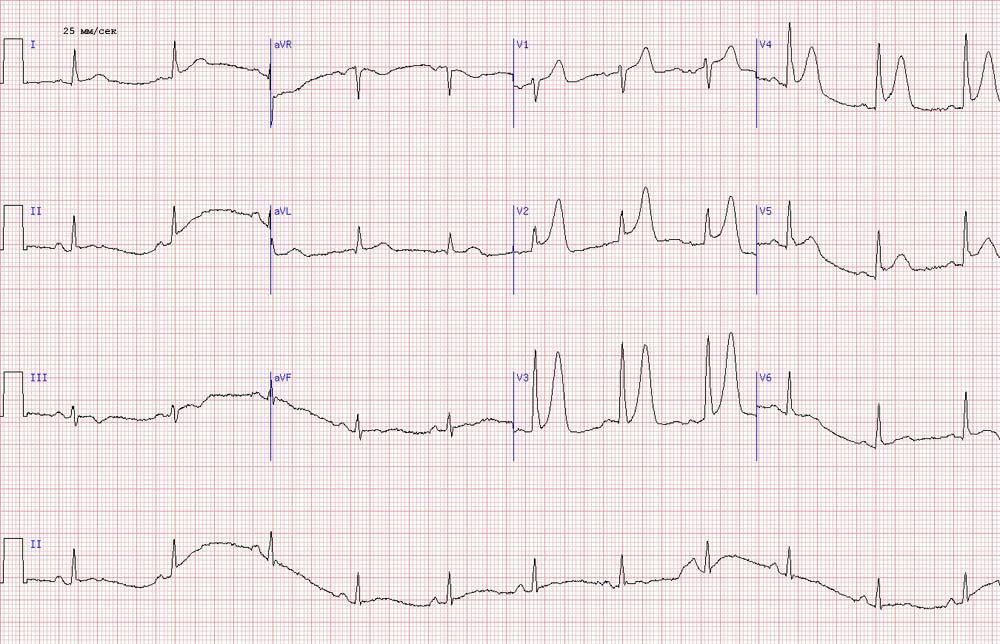 25 мм/сек
I aVR V1 V4
II aVL V2 V5
III aVF V3 V6
II